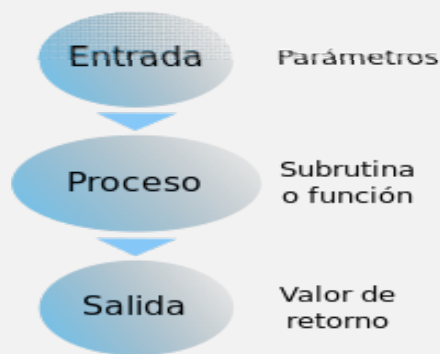 Entrada
Parámetros
Proceso
Subrutina
o función
Salida
Valor de
retorno